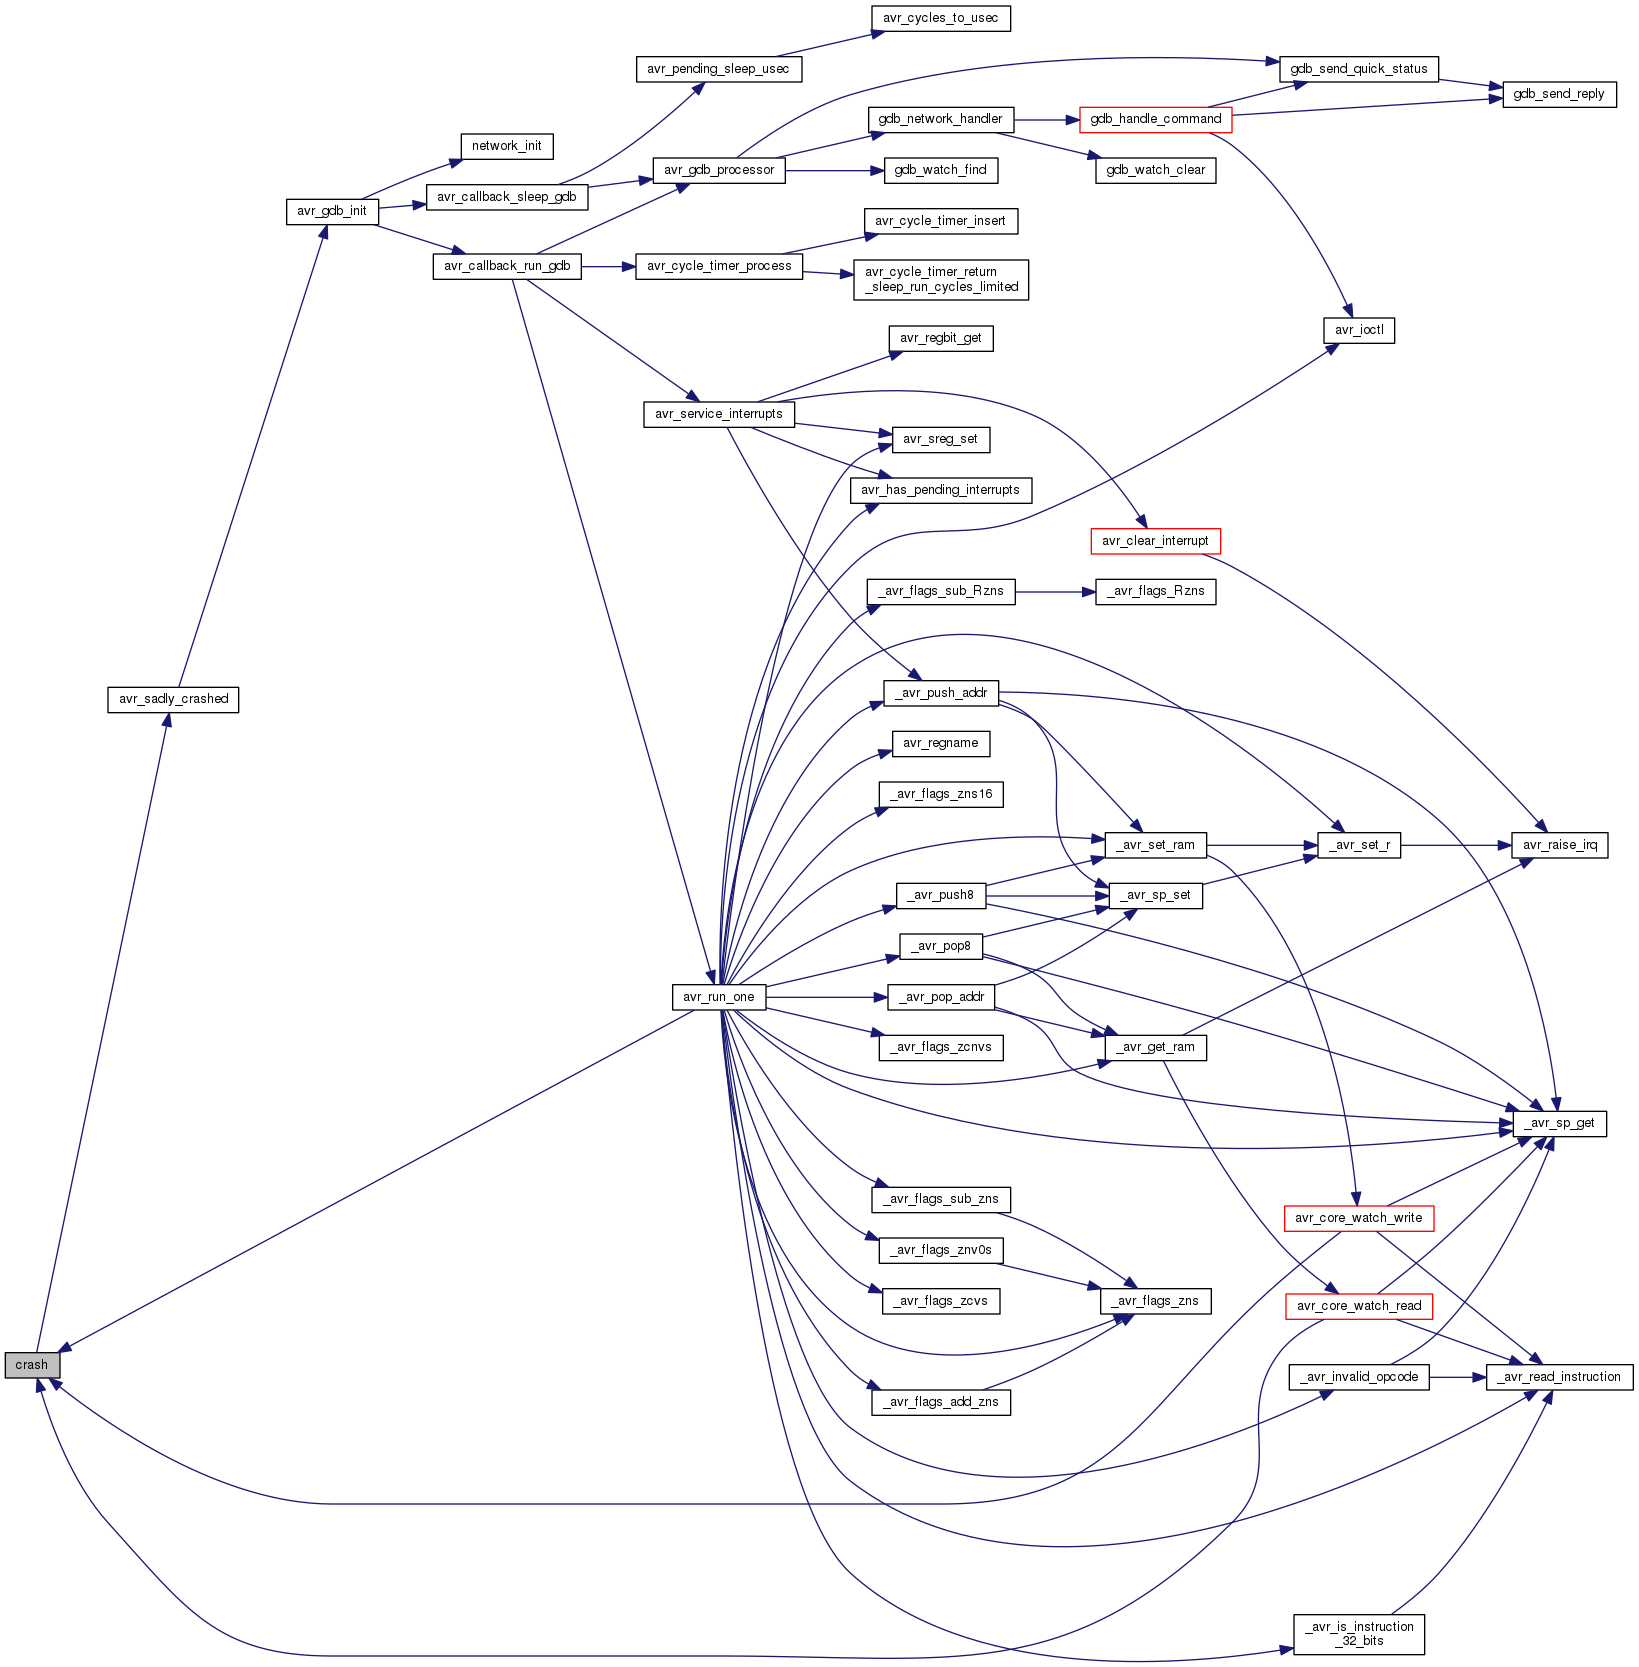 avr_cycles_to_usec
avr_pending_sleep_usec
gdb_send_quick_status
gdb_send_reply
gdb_network_handler
gdb_handle_command
network_init
avr_gdb_processor
gdb_watch_find
gdb_watch_clear
avr_callback_sleep_gdb
avr_gdb_init
avr_cycle_timer_insert
avr_callback_run_gdb
avr_cycle_timer_process
avr_cycle_timer_return
_sleep_run_cycles_limited
avr_ioctl
avr_regbit_get
avr_service_interrupts
avr_sreg_set
avr_has_pending_interrupts
avr_clear_interrupt
_avr_flags_sub_Rzns
_avr_flags_Rzns
avr_sadly_crashed
_avr_push_addr
avr_regname
_avr_flags_zns16
_avr_set_ram
_avr_set_r
avr_raise_irq
_avr_push8
_avr_sp_set
_avr_pop8
avr_run_one
_avr_pop_addr
_avr_flags_zcnvs
_avr_get_ram
_avr_sp_get
_avr_flags_sub_zns
avr_core_watch_write
_avr_flags_znv0s
_avr_flags_zcvs
_avr_flags_zns
avr_core_watch_read
crash
_avr_invalid_opcode
_avr_read_instruction
_avr_flags_add_zns
_avr_is_instruction
_32_bits